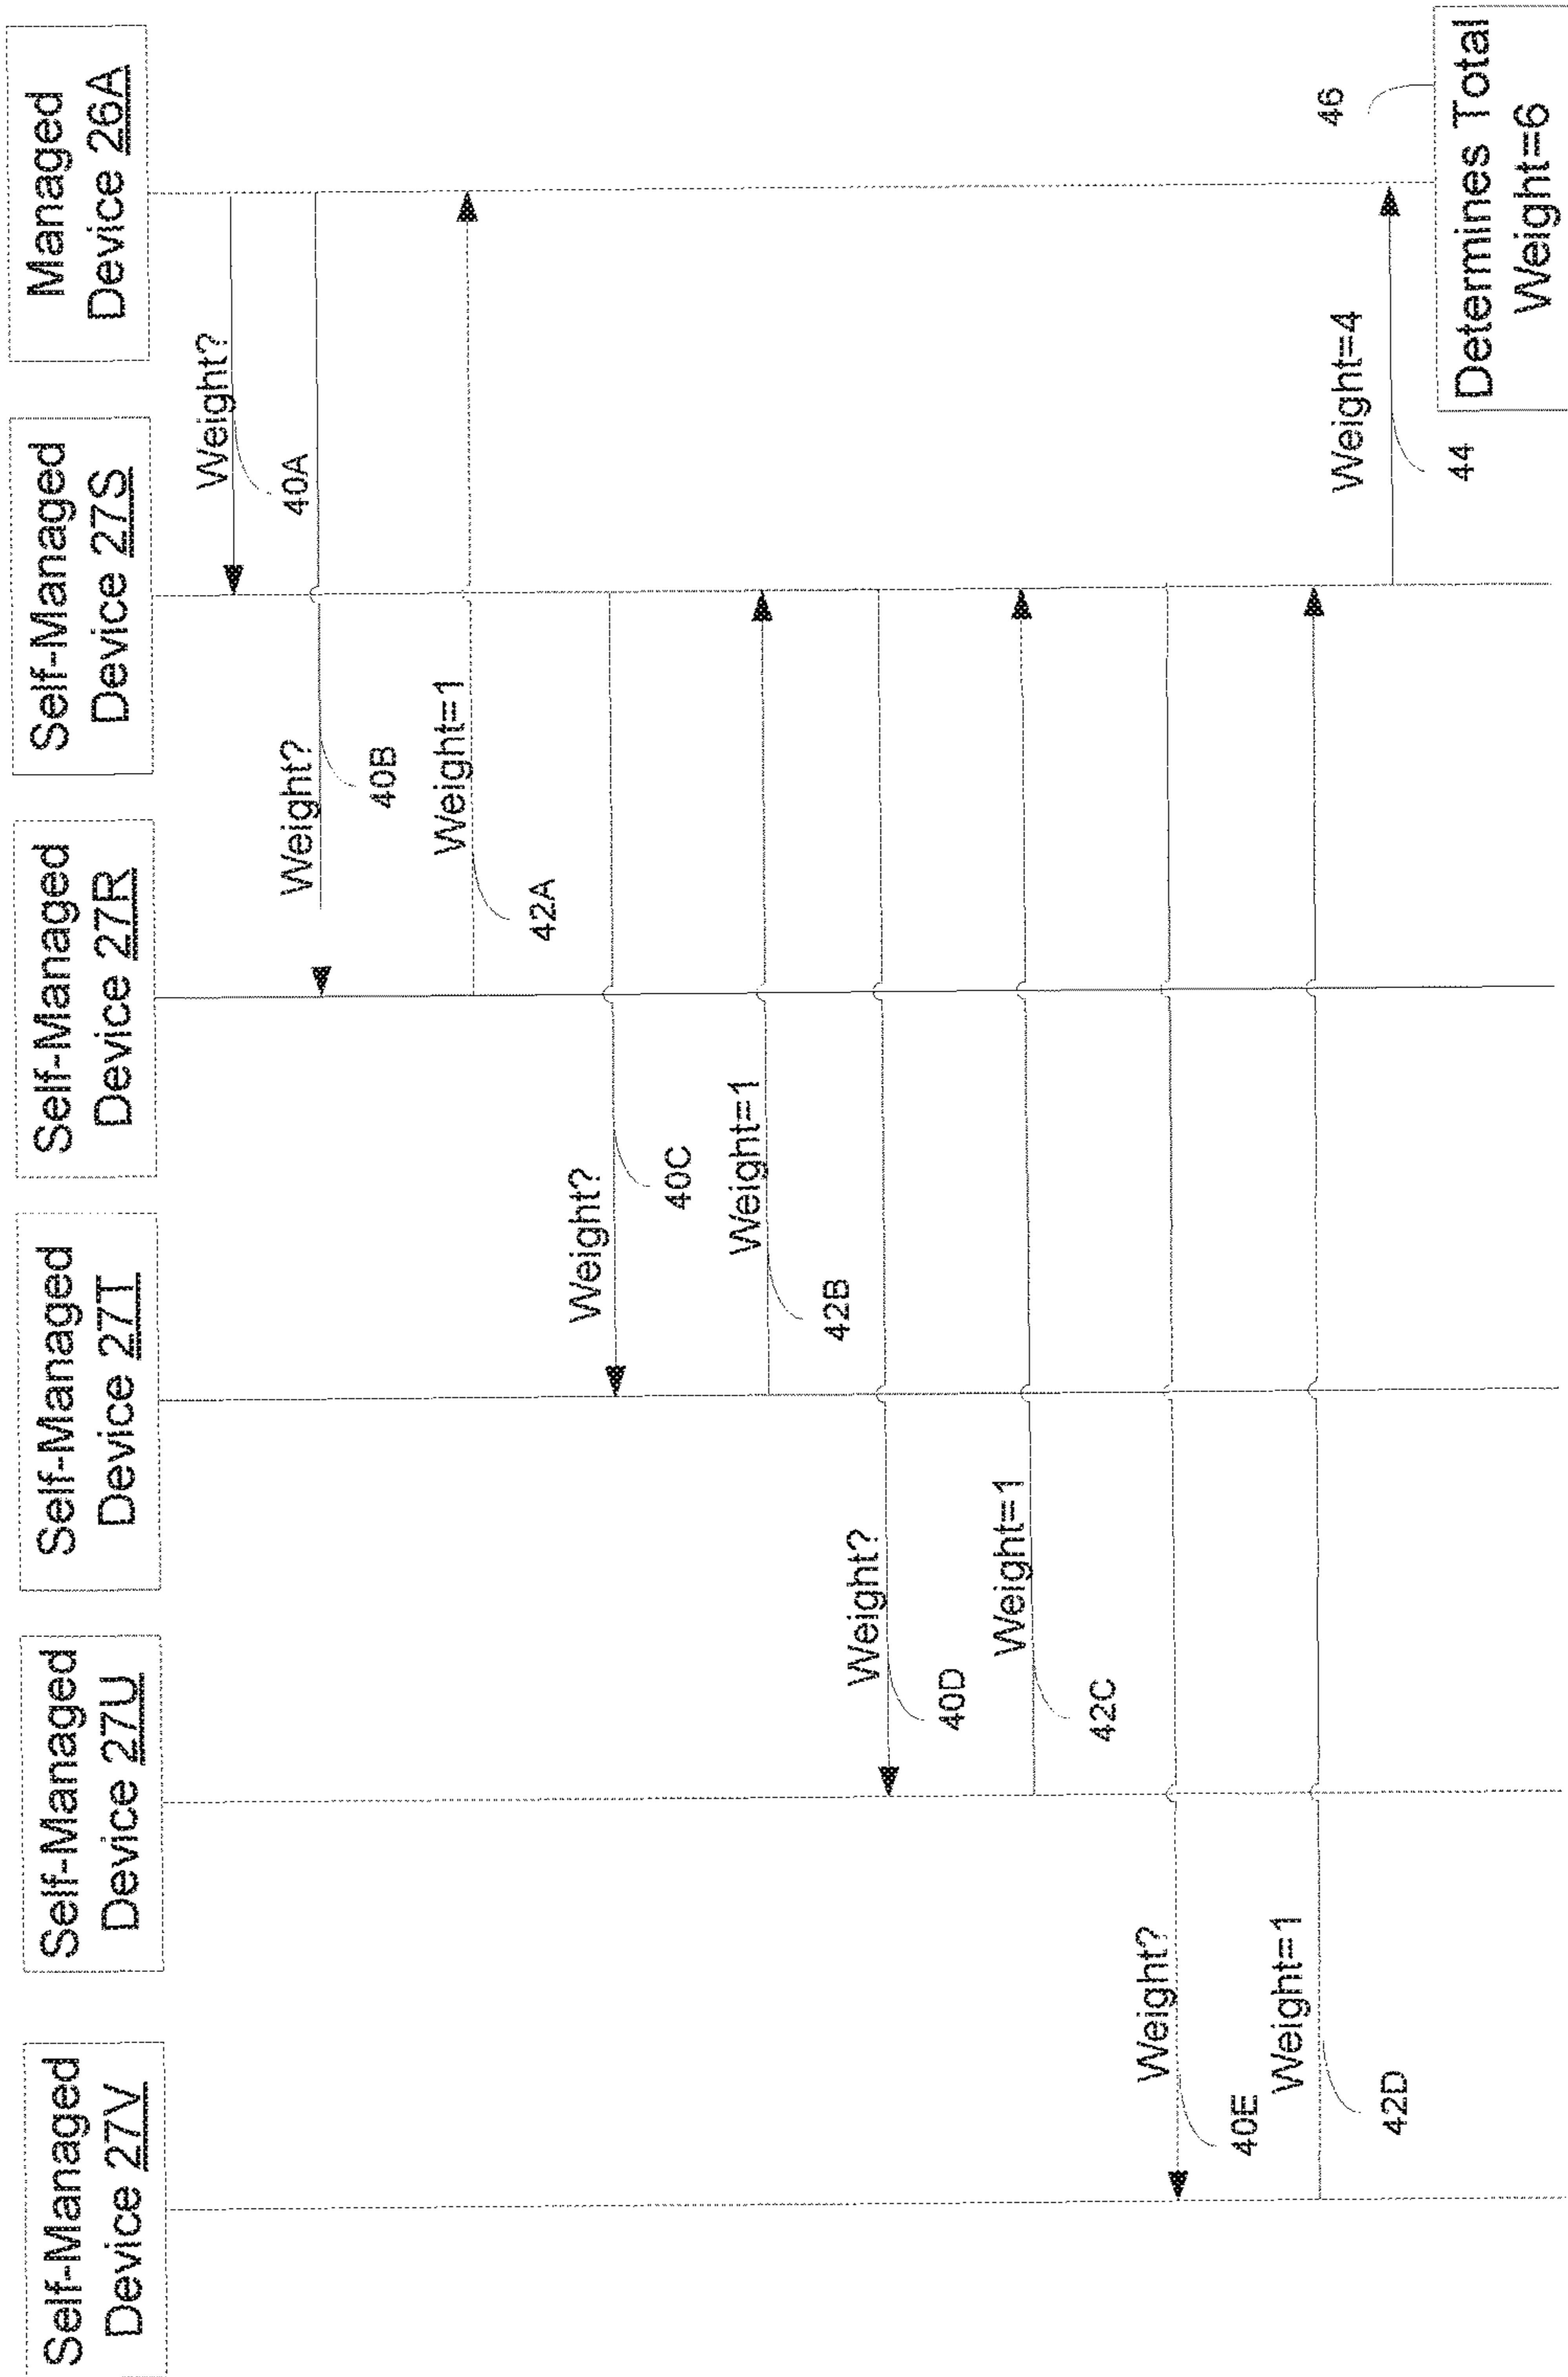 Self-Managed
Device 27V
Self-Managed
Device 27U
Self-Managed
Device 27T
Self-Managed
Device 27R
Self-Managed
Device 27S
Managed
Device 26A
Weight?
40A
Weight?
40B
Weight=1
42A
Weight?
40C
Weight=1
42B
Weight?
40D
Weight=1
42C
Weight?
40E
Weight=1
42D
Weight=4
44
46
Determines Total
Weight=6